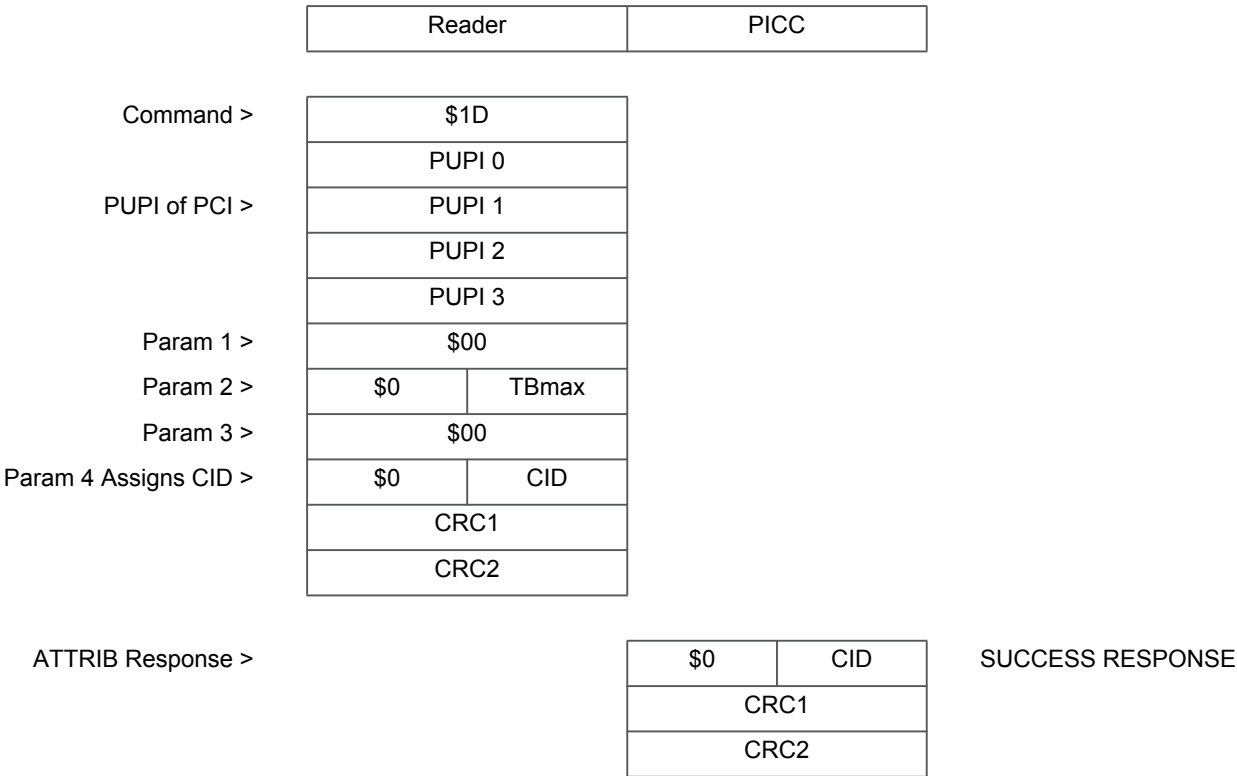 Reader PICC
Command > $1D
PUPI 0
PUPI of PCI > PUPI 1
PUPI 2
PUPI 3
Param 1 > $00
Param 2 > $0 TBmax
Param 3 > $00
Param 4 Assigns CID > $0 CID
CRC1
CRC2
ATTRIB Response > $0 CID SUCCESS RESPONSE
CRC1
CRC2